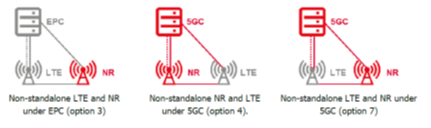 EPC
LTE
NR
Non-standalone LTE and NR
under EPC (option 3)
5GC
NR
LTE
Non-standalone NR and LTE
under 5GC (option 4).
5GC
LTE
NR
Non-standalone LTE and NR under
5GC (option 7)